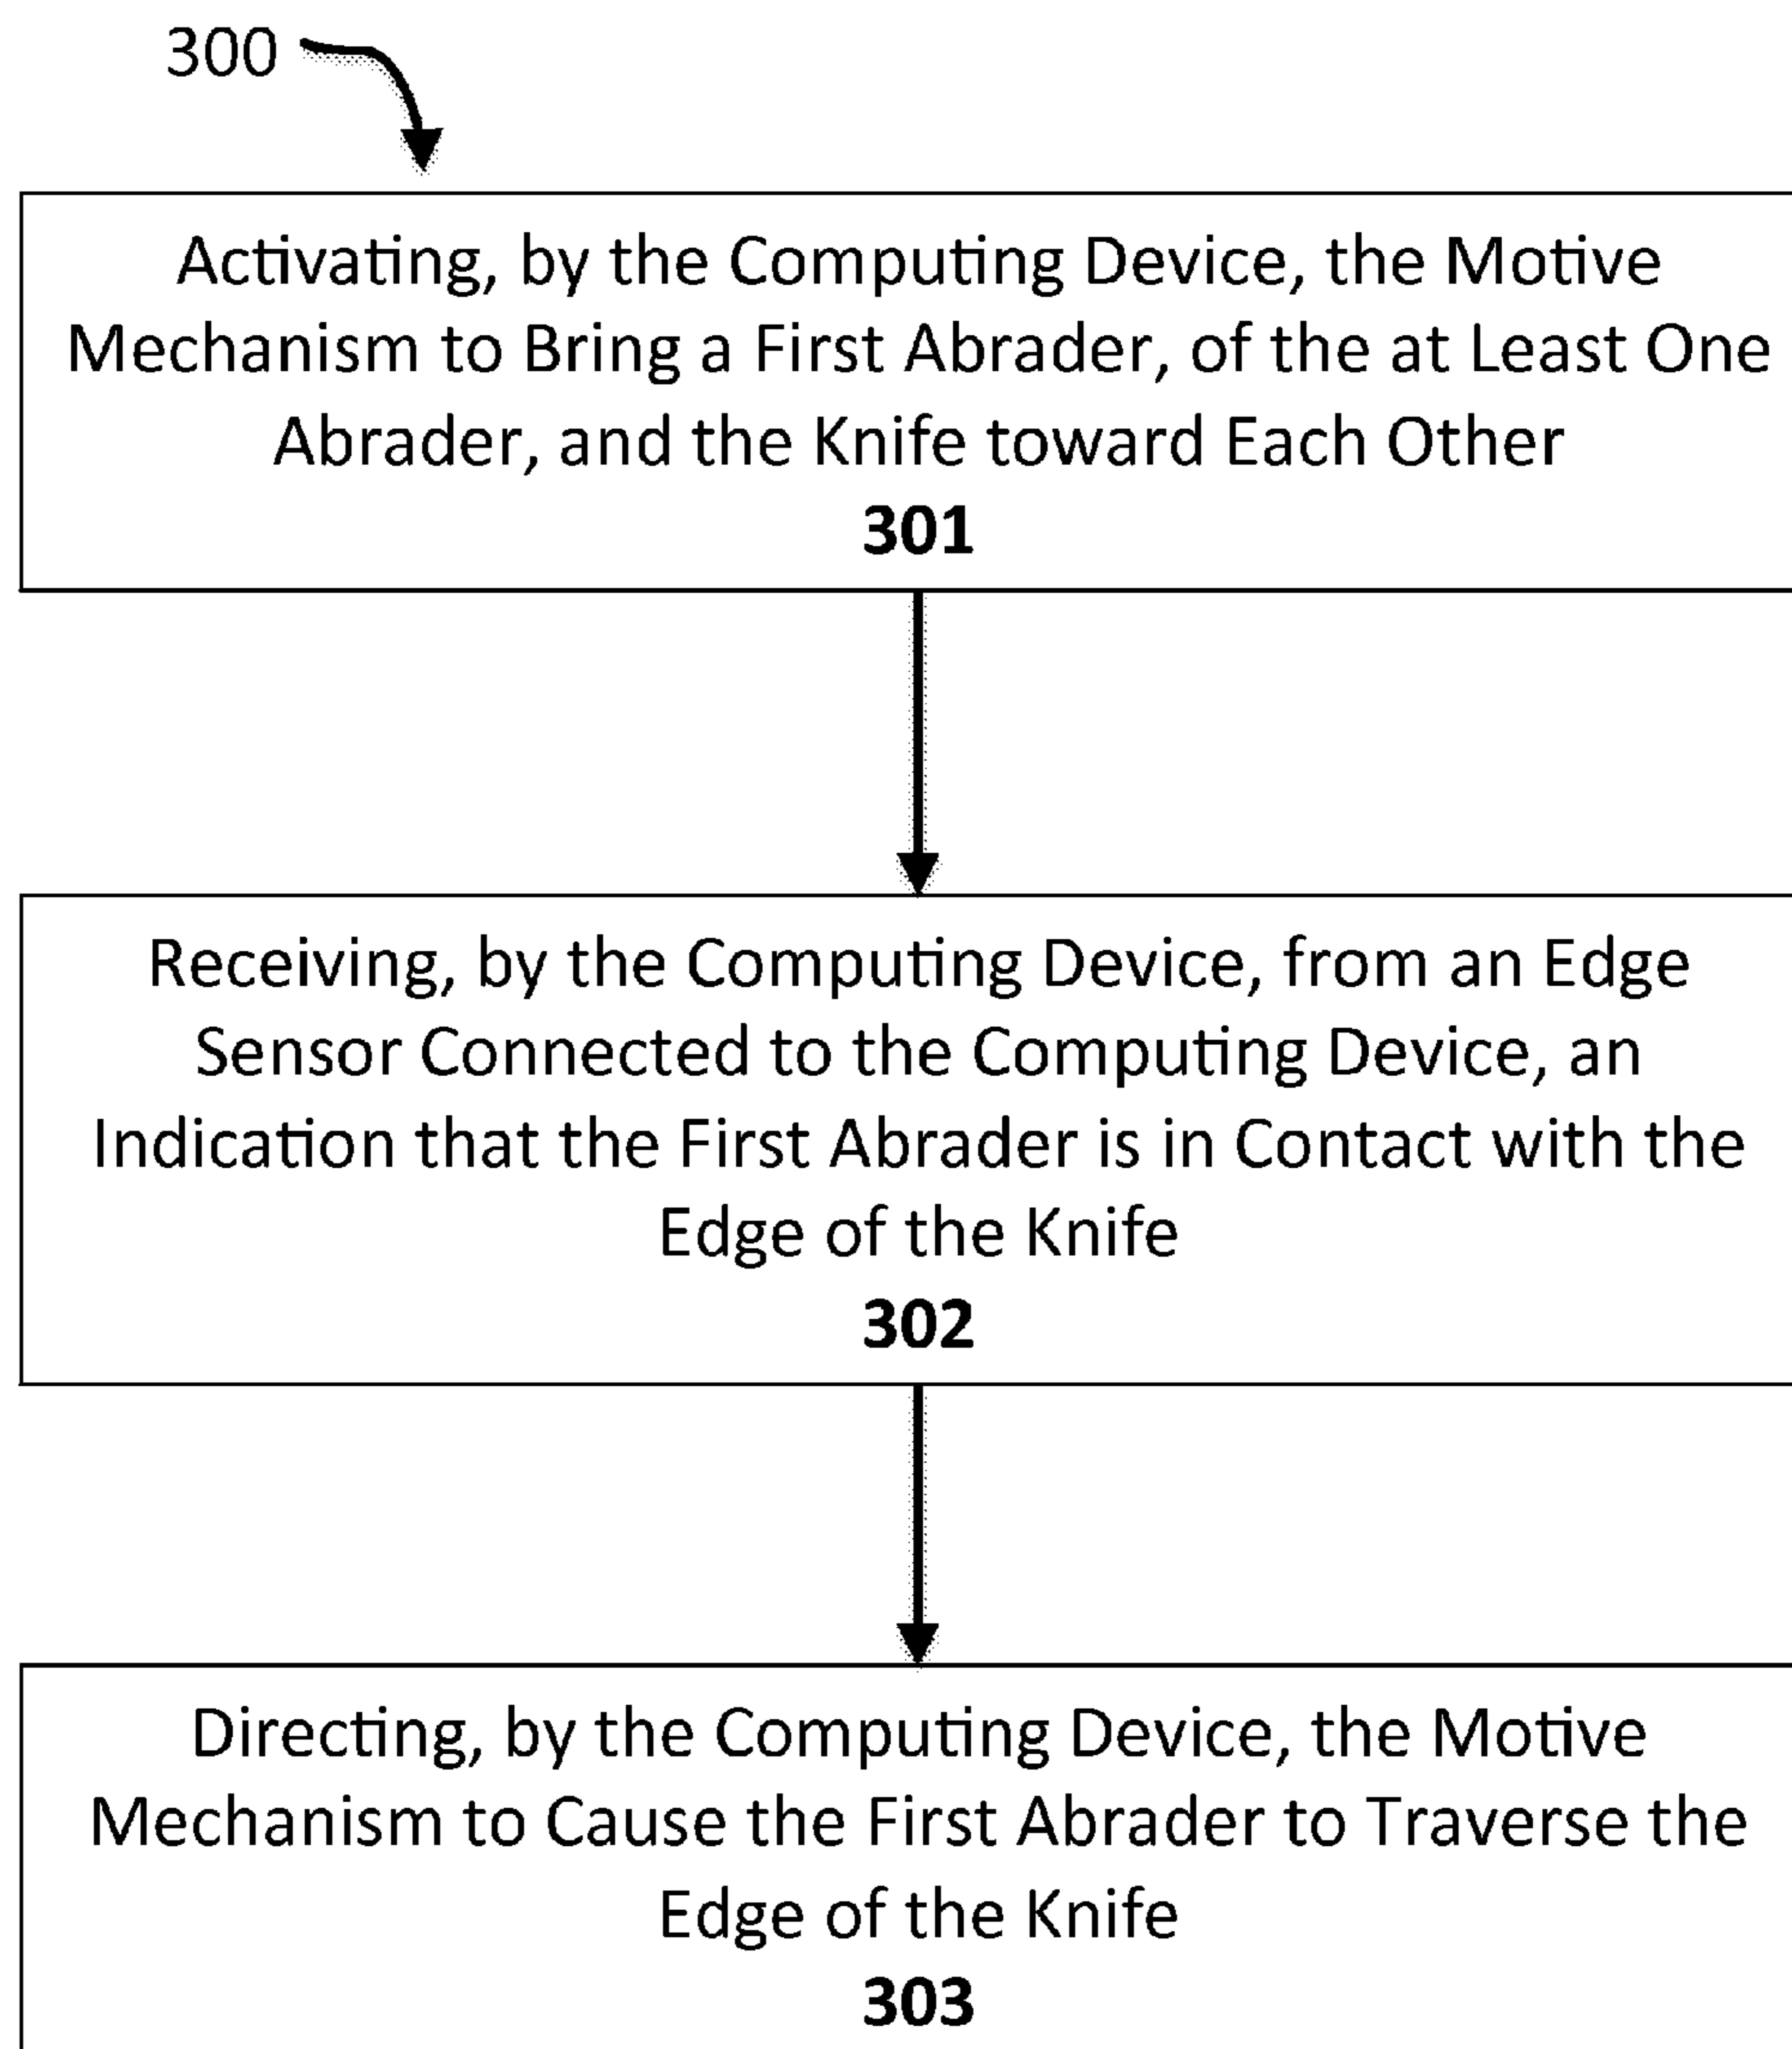 300
Activating, by the Computing Device, the Motive
Mechanism to Bring a First Abrader, of the at Least One
Abrader, and the Knife toward Each Other
301
Receiving, by the Computing Device, from an Edge
Sensor Connected to the Computing Device, an
Indication that the First Abrader is in Contact with the
Edge of the Knife
302
Directing, by the Computing Device, the Motive
Mechanism to Cause the First Abrader to Traverse the
Edge of the Knife
303